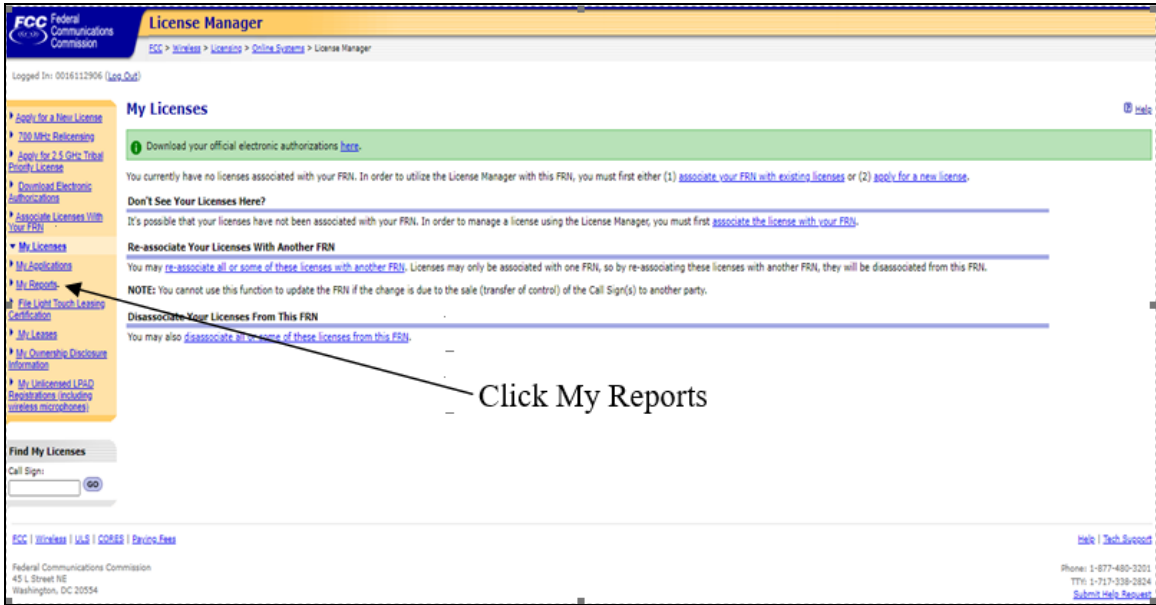 FCC Federal Communications Commission
License Manager
FCC > Wireless > Licensing > Online Systems > License Manager
Logged In: 0016112906 (Log Out)
Apply for a New License
700 MHz Relicensing
Apply for 2.5 GHz Tribal
Priority License
Download Electronic
Authorizations
Associate Licenses With
Your FRN
My Licenses
My Applications
My Reports
File Light Touch Leasing
Certification
My Leases
My Ownership Disclosure
Information
My Unlicensed LPAD
Registrations (including
wireless microphones)
Find My Licenses
Call Sign:
GO
My Licenses
Help
Download your official electronic authorizations here.
You currently have no licenses associated with your FRN. In order to utilize the License Manager with this FRN, you must first either (1) associate your FRN with existing licenses or (2) apply for a new license.
Don't See Your Licenses Here?
It's possible that your licenses have not been associated with your FRN. In order to manage a license using the License Manager, you must first associate the license with your FRN.
Re-associate Your Licenses With Another FRN
You may re-associate all or some of these licenses with another FRN. Licenses may only be associated with one FRN, so by re-associating these licenses with another FRN, they will be disassociated from this FRN.
NOTE: You cannot use this function to update the FRN if the change is due to the sale (transfer of control) of the Call Sign(s) to another party.
Disassociate Your Licenses From This FRN
You may also disassociate all or some of these licenses from this FRN.
Click My Reports
FCC | Wireless | ULS | CORES | Paying Fees
Help | Tech Support
Federal Communications Commission
45 L Street NE
Washington, DC 20554
Phone: 1-877-480-3201
TTY: 1-717-338-2824
Submit Help Request